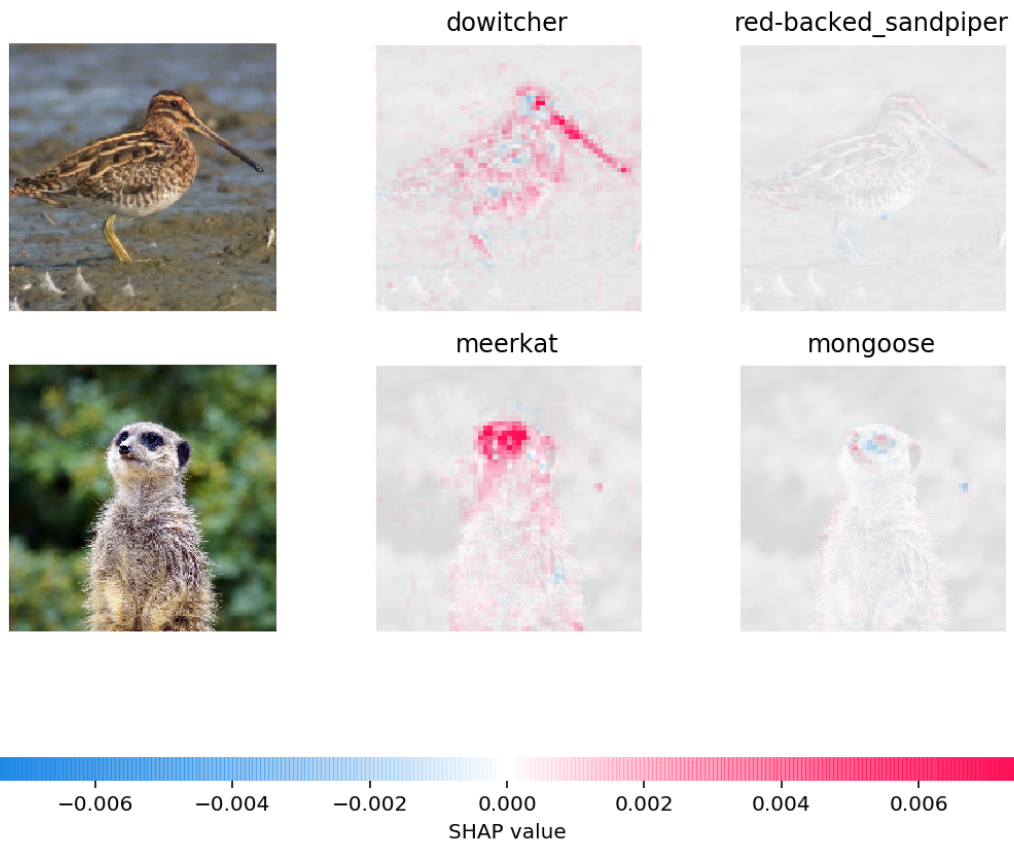 dowitcher
red-backed_sandpiper
meerkat
mongoose
−0.006 −0.004 −0.002 0.000 0.002 0.004 0.006
SHAP value